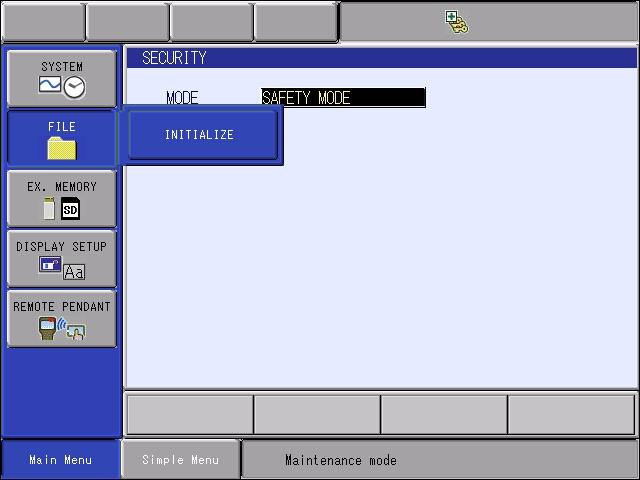 SECURITY
MODE SAFETY MODE
SYSTEM
FILE
INITIALIZE
EX. MEMORY
SD
DISPLAY SETUP
Aa
REMOTE PENDANT
Main Menu
Simple Menu
Maintenance mode